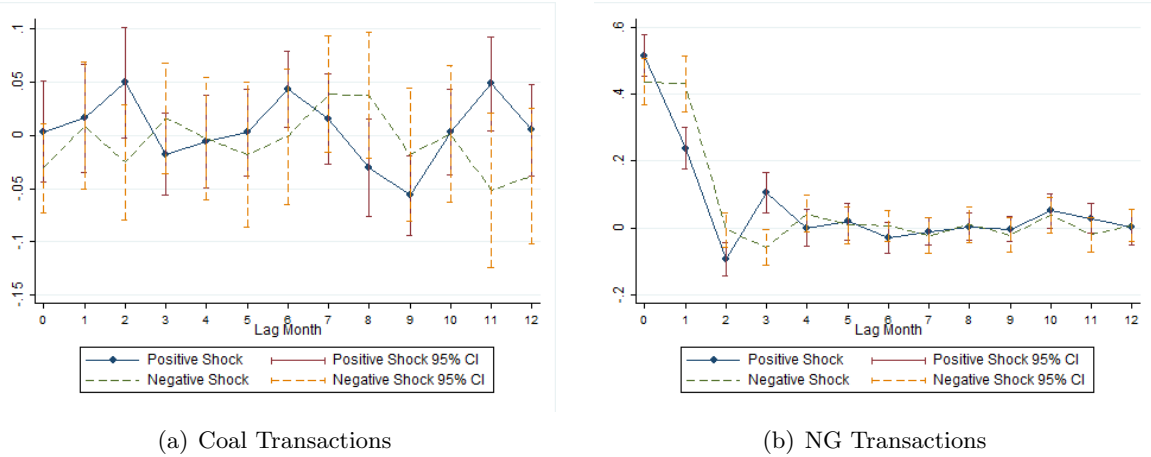 .1
.05
0
-.05
-.1
-.15
0 1 2 3 4 5 6 7 8 9 10 11 12
Lag Month
Positive Shock Positive Shock 95% CI
Negative Shock Negative Shock 95% CI
(a) Coal Transactions
.6
.4
.2
0
-.2
0 1 2 3 4 5 6 7 8 9 10 11 12
Lag Month
Positive Shock Positive Shock 95% CI
Negative Shock Negative Shock 95% CI
(b) NG Transactions